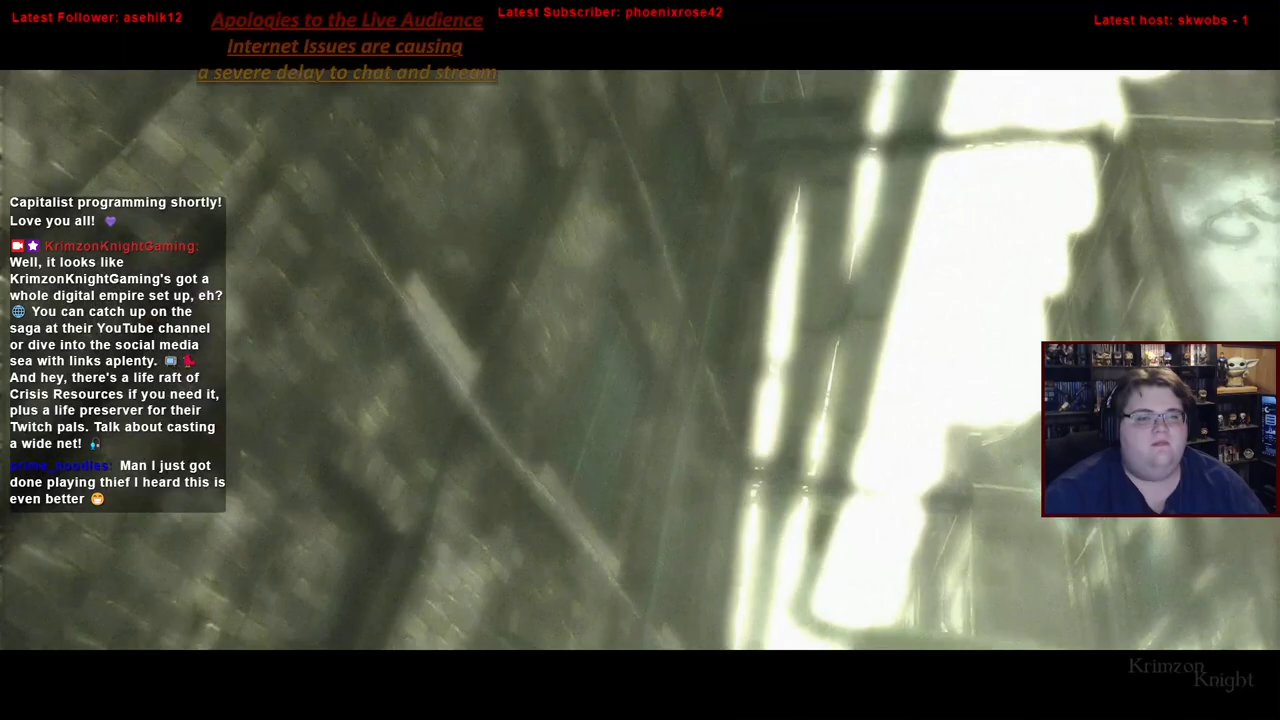 Latest Follower: asehik12
Apologies to the Live Audience
Internet Issues are causing
a severe delay to chat and stream
Latest Subscriber: phoenixrose42
Latest host: skwobs - 1
Capitalist programming shortly!
Love you all! 💜
KrimzonKnightGaming:
Well, it looks like
KrimzonKnightGaming's got a
whole digital empire set up, eh?
🌐 You can catch up on the
saga at their YouTube channel
or dive into the social media
sea with links aplenty.
And hey, there's a life raft of
Crisis Resources if you need it,
plus a life preserver for their
Twitch pals. Talk about casting
a wide net!
prime_noodles: Man I just got
done playing thief I heard this is
even better 😁
Krimzon
Knight